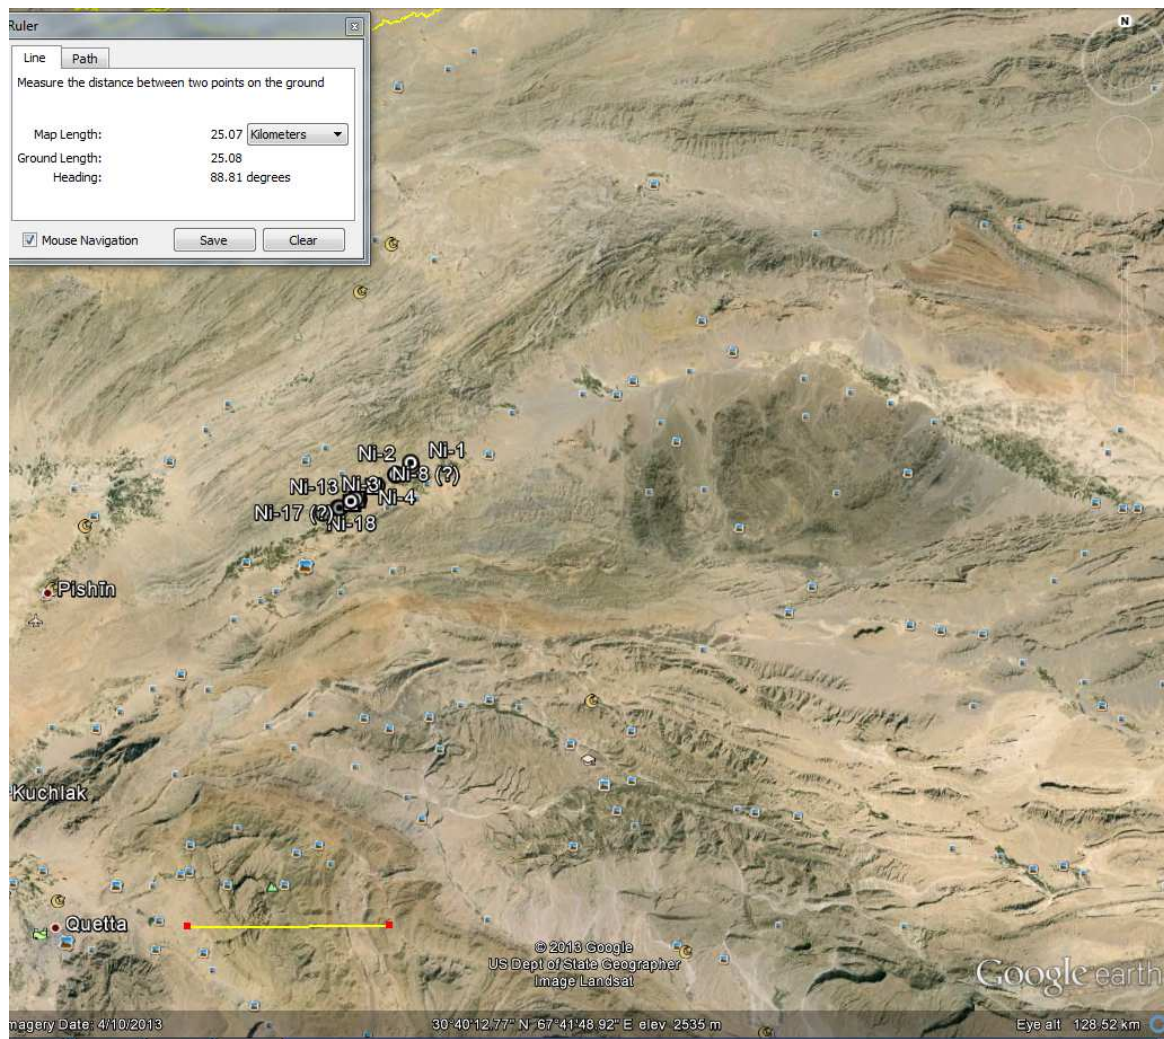 Ruler
Line Path
Measure the distance between two points on the ground
Map Length: 25.07 Kilometers
Ground Length: 25.08
Heading: 88.81 degrees
Mouse Navigation Save Clear
N
Ni-2 Ni-1
Ni-8 (?)
Ni-13 Ni-3
Ni-4
Ni-17 (?)
Ni-18
Pishīn
Kuchlak
Quetta
© 2013 Google
US Dept of State Geographer
Image Landsat
Google earth
magery Date: 4/10/2013 30°40'12.77" N 67°41'48.92" E elev 2535 m Eye alt 128.52 km